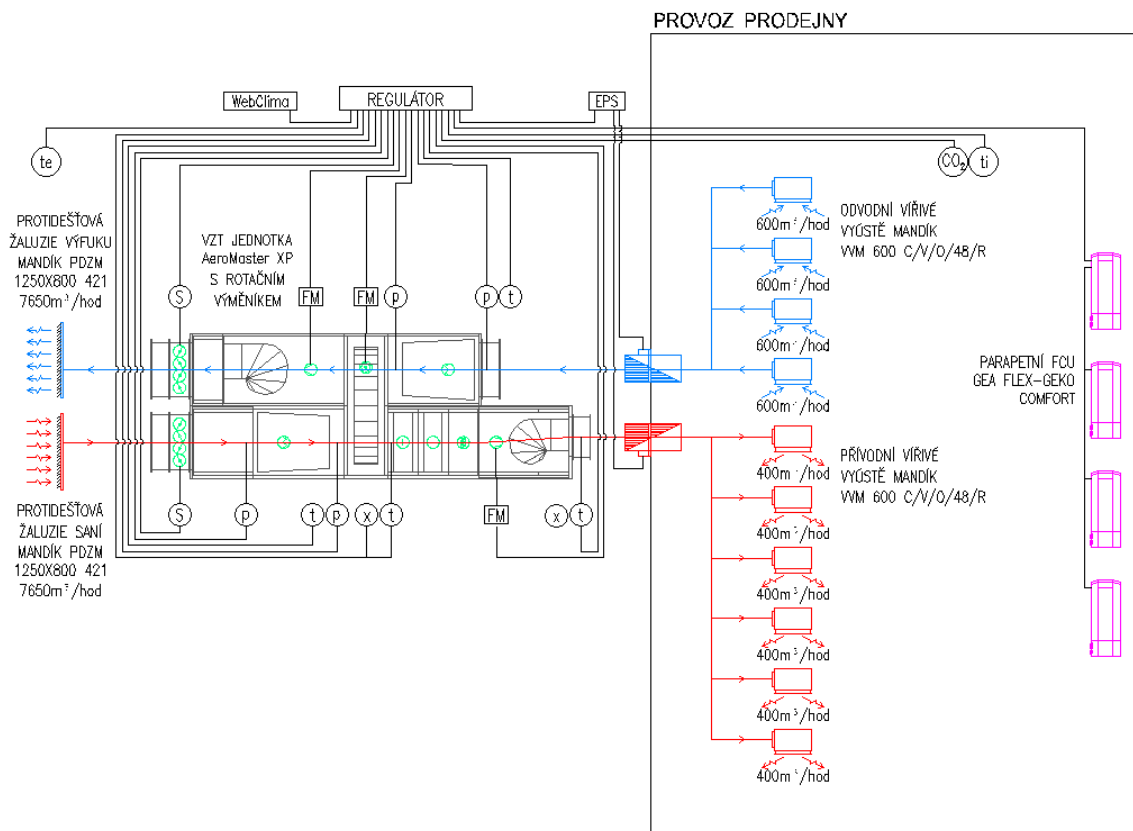 PROVOZ PRODEJNY
WebClima
REGULÁTOR
EPS
te
CO₂
ti
PROTIDEŠŤOVÁ
ŽALUZIE VÝFUKU
MANDÍK PDZM
1250X800 421
7650m³/hod
VZT JEDNOTKA
AeroMaster XP
S ROTAČNÍM
VÝMĚNÍKEM
S
FM
FM
p
p
t
600m³/hod
600m³/hod
600m³/hod
600m³/hod
ODVODNÍ VÍŘIVÉ
VYÚSTĚ MANDÍK
VVM 600 C/V/O/48/R
PARAPETNÍ FCU
GEA FLEX-GEKO
COMFORT
PROTIDEŠŤOVÁ
ŽALUZIE SANÍ
MANDÍK PDZM
1250X800 421
7650m³/hod
S
p
t
p
x
t
FM
x
t
400m³/hod
400m³/hod
400m³/hod
400m³/hod
400m³/hod
400m³/hod
PŘÍVODNÍ VÍŘIVÉ
VYÚSTĚ MANDÍK
VVM 600 C/V/O/48/R